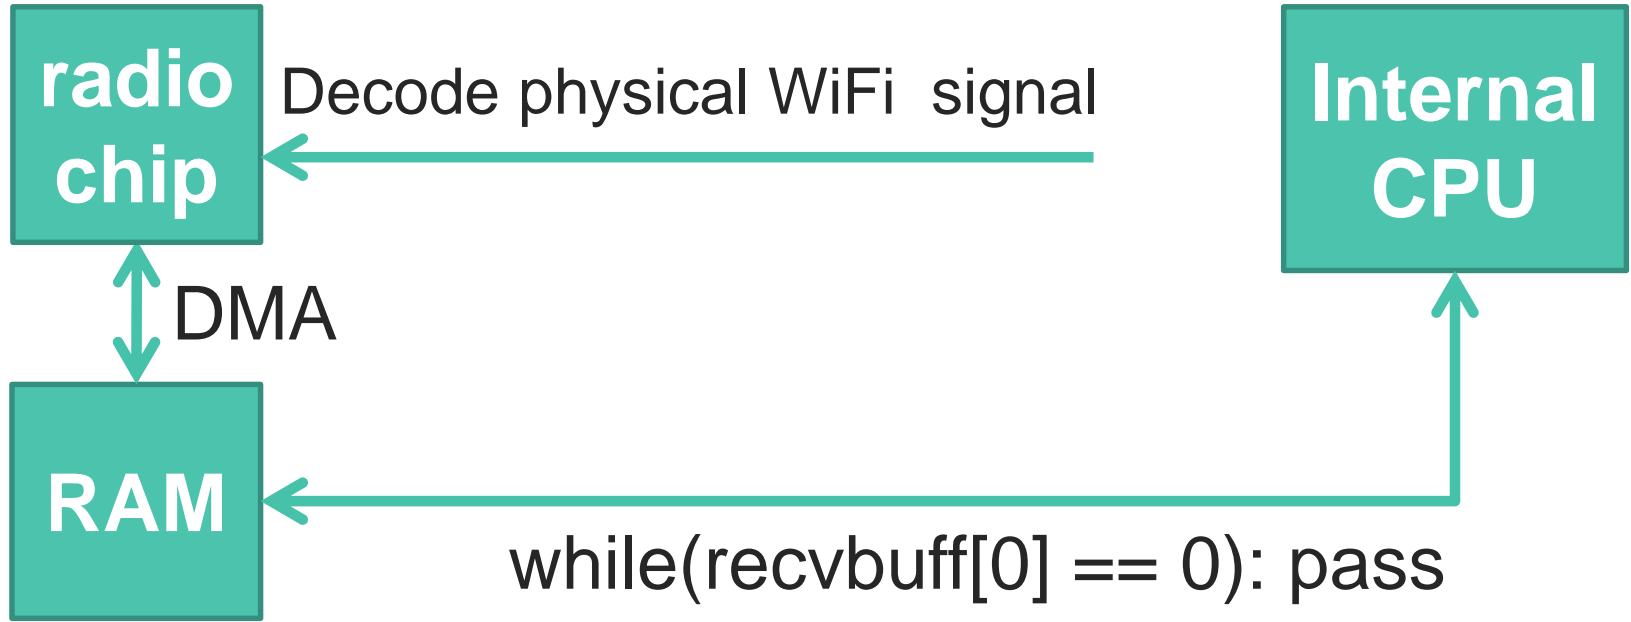 radio
chip
Decode physical WiFi  signal
Internal
CPU
DMA
RAM
while(recvbuff[0] == 0): pass